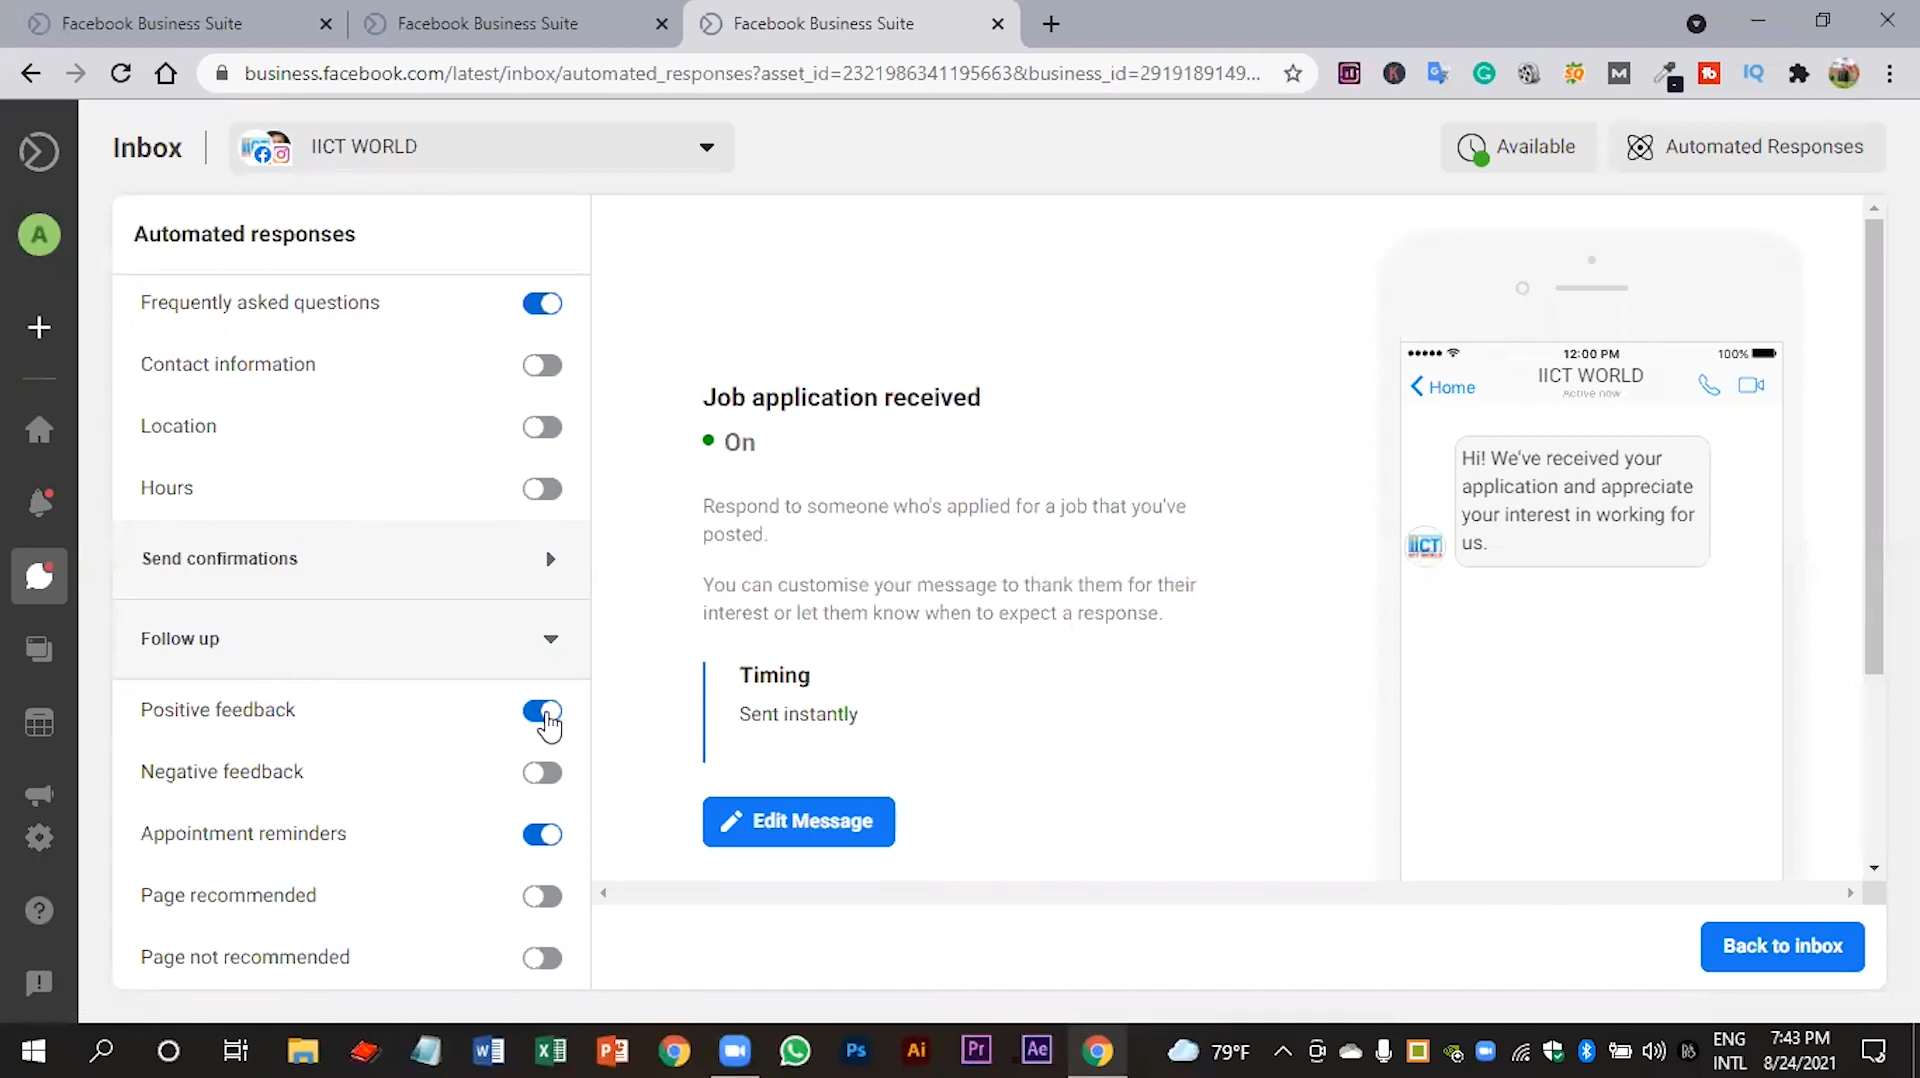 Facebook Business Suite
Facebook Business Suite
Facebook Business Suite
business.facebook.com/latest/inbox/automated_responses?asset_id=2321986341195663&business_id=2919189149...
Inbox
IICT WORLD
Available
Automated Responses
A
Automated responses
Frequently asked questions
Contact information
Location
Hours
Send confirmations
Follow up
Positive feedback
Negative feedback
Appointment reminders
Page recommended
Page not recommended
Job application received
On
Respond to someone who's applied for a job that you've
posted.
You can customise your message to thank them for their
interest or let them know when to expect a response.
Timing
Sent instantly
Edit Message
12:00 PM
100%
Home
IICT WORLD
Active now
Hi! We've received your
application and appreciate
your interest in working for
us.
IICT
Back to inbox
79°F
ENG
INTL
7:43 PM
8/24/2021